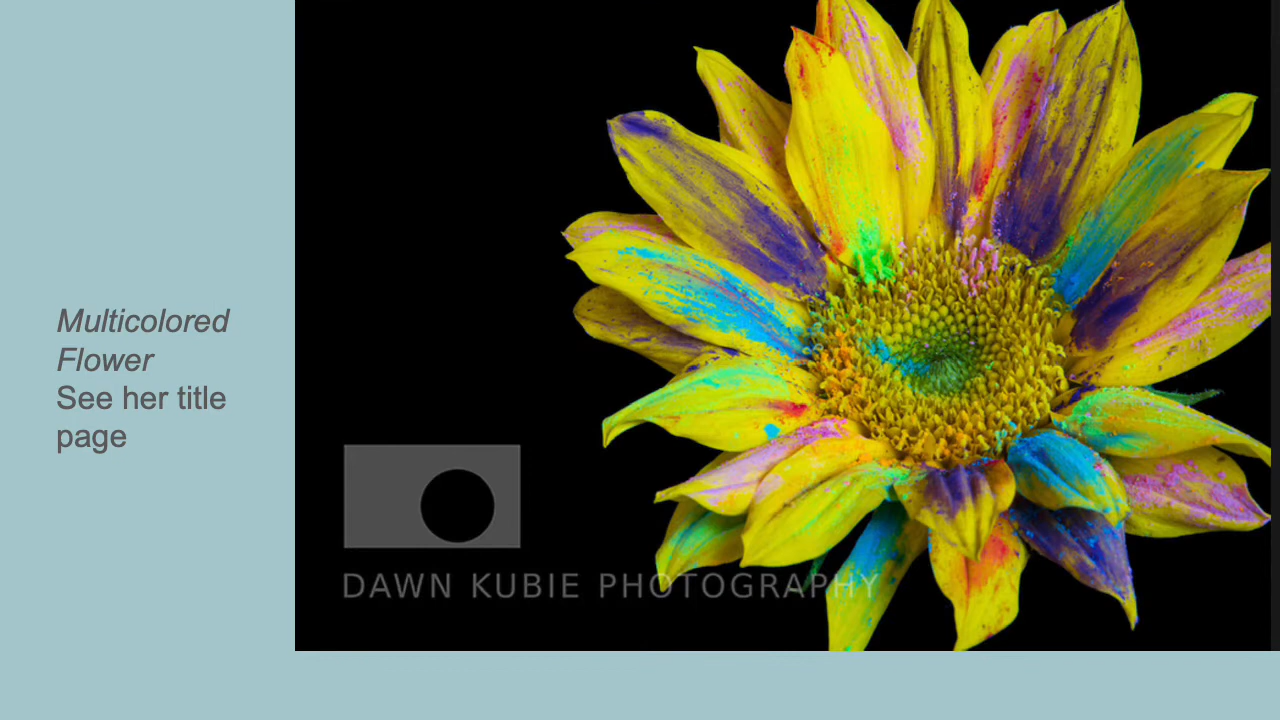 Multicolored
Flower
See her title
page
DAWN KUBIE PHOTOGRAPHY